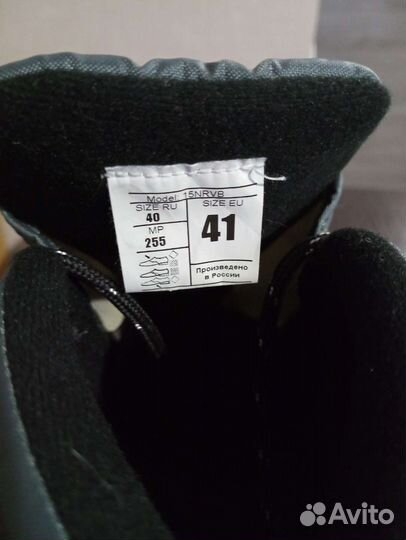 Model: 15NRVB
SIZE RU SIZE EU
40
41
MP
255
Произведено
в России
Avito